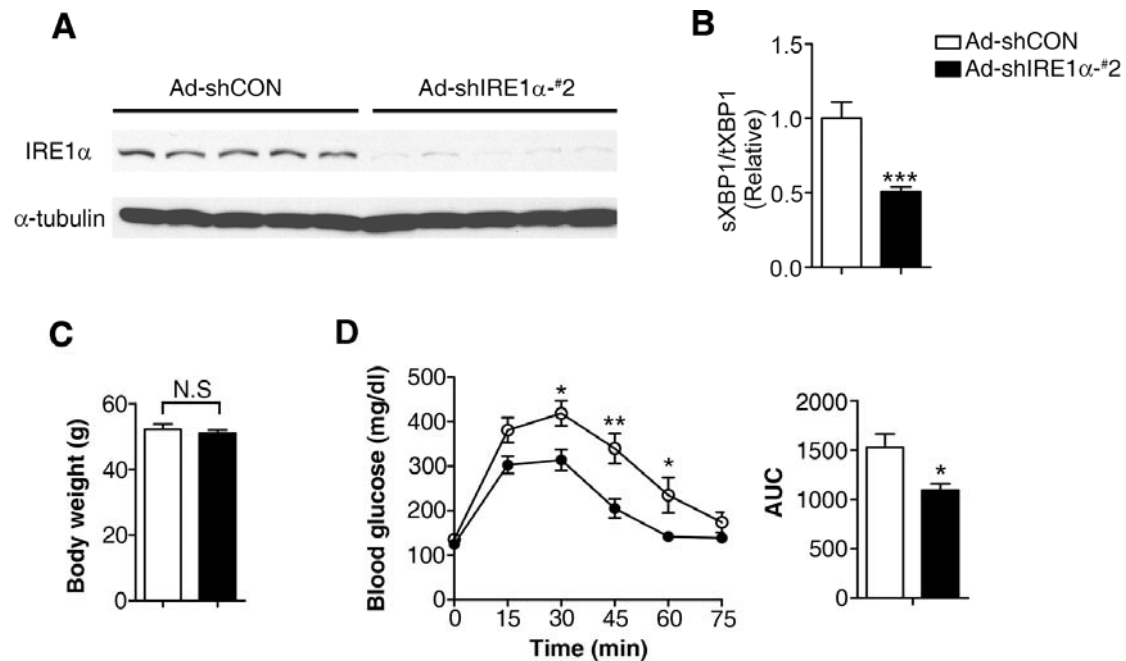 A
Ad-shCON
Ad-shIRE1α-#2
IRE1α
α-tubulin
B
Ad-shCON
Ad-shIRE1α-#2
sXBP1/tXBP1
(Relative)
1.5
1.0
0.5
0.0
***
C
N.S
Body weight (g)
60
40
20
0
D
Blood glucose (mg/dl)
500
400
300
200
100
0
*
**
*
0 15 30 45 60 75
Time (min)
AUC
2000
1500
1000
500
0
*